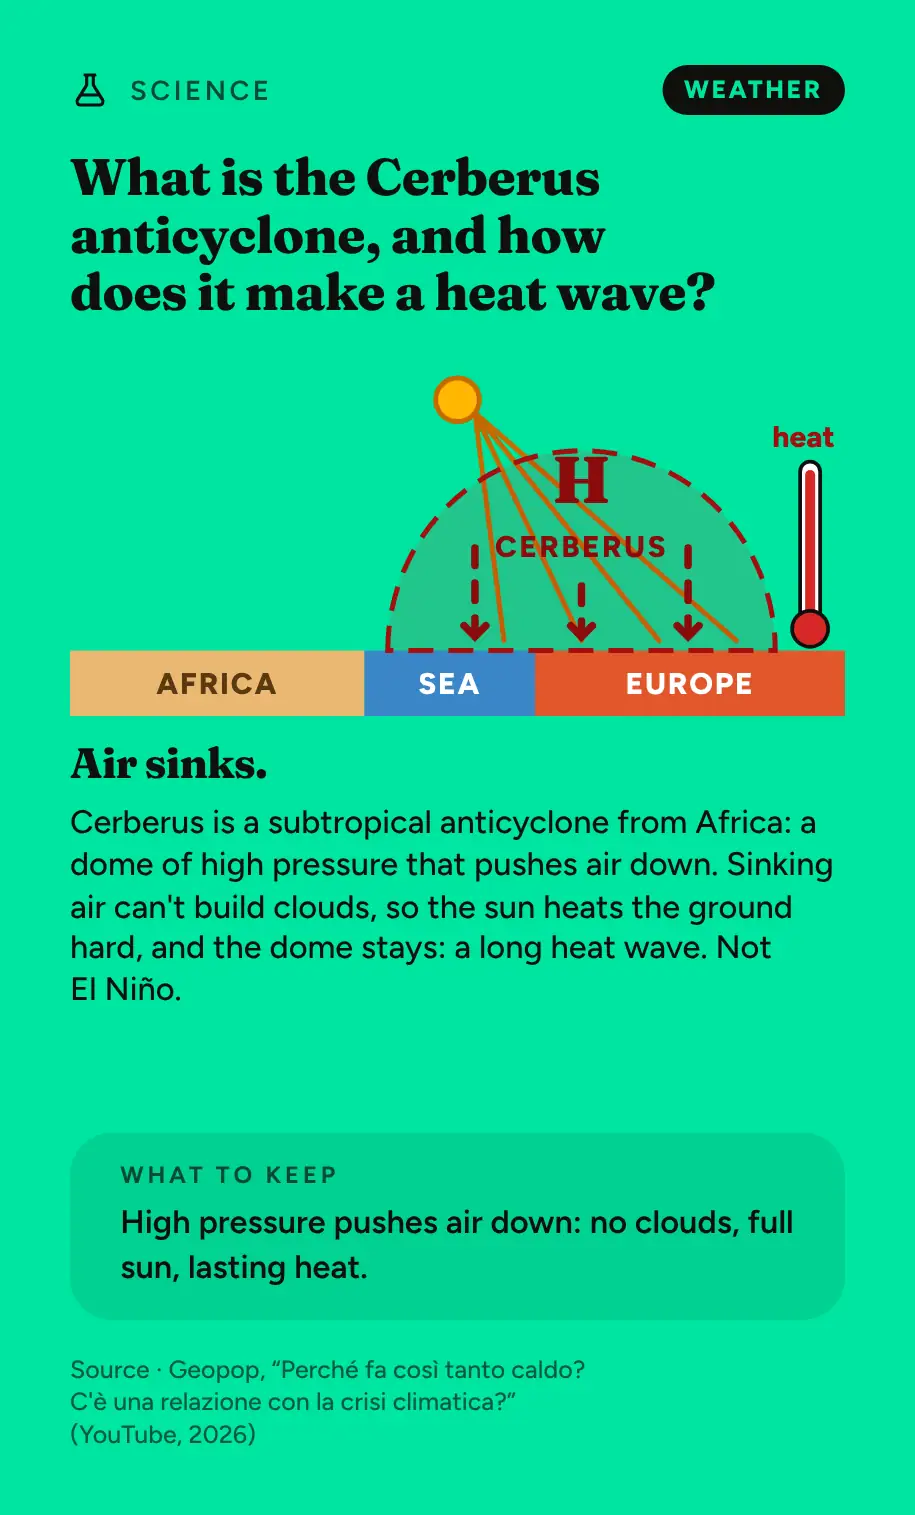 SCIENCE
WEATHER
What is the Cerberus
anticyclone, and how
does it make a heat wave?
heat
H
CERBERUS
AFRICA
SEA
EUROPE
Air sinks.
Cerberus is a subtropical anticyclone from Africa: a
dome of high pressure that pushes air down. Sinking
air can't build clouds, so the sun heats the ground
hard, and the dome stays: a long heat wave. Not
El Niño.
WHAT TO KEEP
High pressure pushes air down: no clouds, full
sun, lasting heat.
Source · Geopop, “Perché fa così tanto caldo?
C'è una relazione con la crisi climatica?”
(YouTube, 2026)